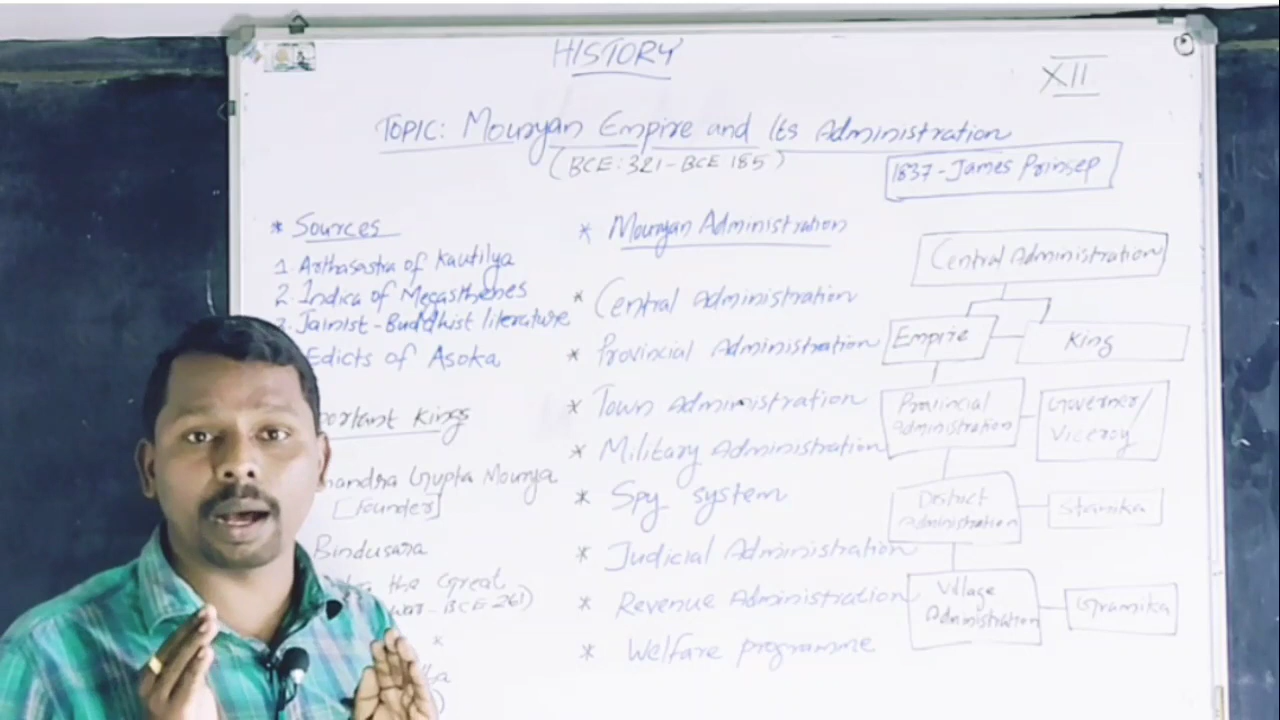 HISTORY
XII
TOPIC: Mouryan Empire and Its Administration
(BCE: 321 - BCE 185)
1837 - James Prinsep
* Sources
1. Arthasastra of Kautilya
2. Indica of Megasthenes
3. Jainist - Buddhist literature
Edicts of Asoka
Kings
Gupta Mourya
[Founder]
Bindusara
the Great
- BCE 261)
*
* Mouryan Administration
* Central Administration
* Provincial Administration
* Town Administration
* Military Administration
* Spy system
* Judicial Administration
* Revenue Administration
* Welfare programme
Central Administration
Empire
King
Provincial
Administration
Governer/
Viceroy
District
Administration
Stanika
Village
Administration
Gramika